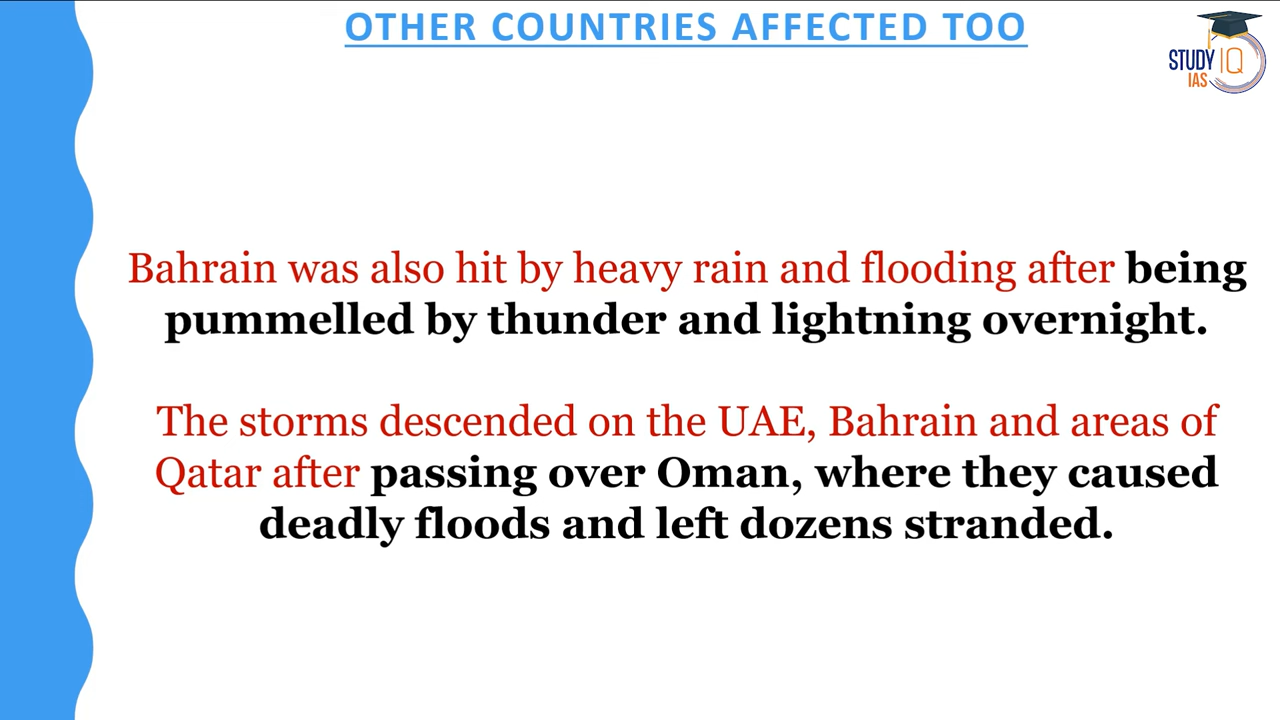 OTHER COUNTRIES AFFECTED TOO
STUDY IQ
IAS
Bahrain was also hit by heavy rain and flooding after being
pummelled by thunder and lightning overnight.
The storms descended on the UAE, Bahrain and areas of
Qatar after passing over Oman, where they caused
deadly floods and left dozens stranded.